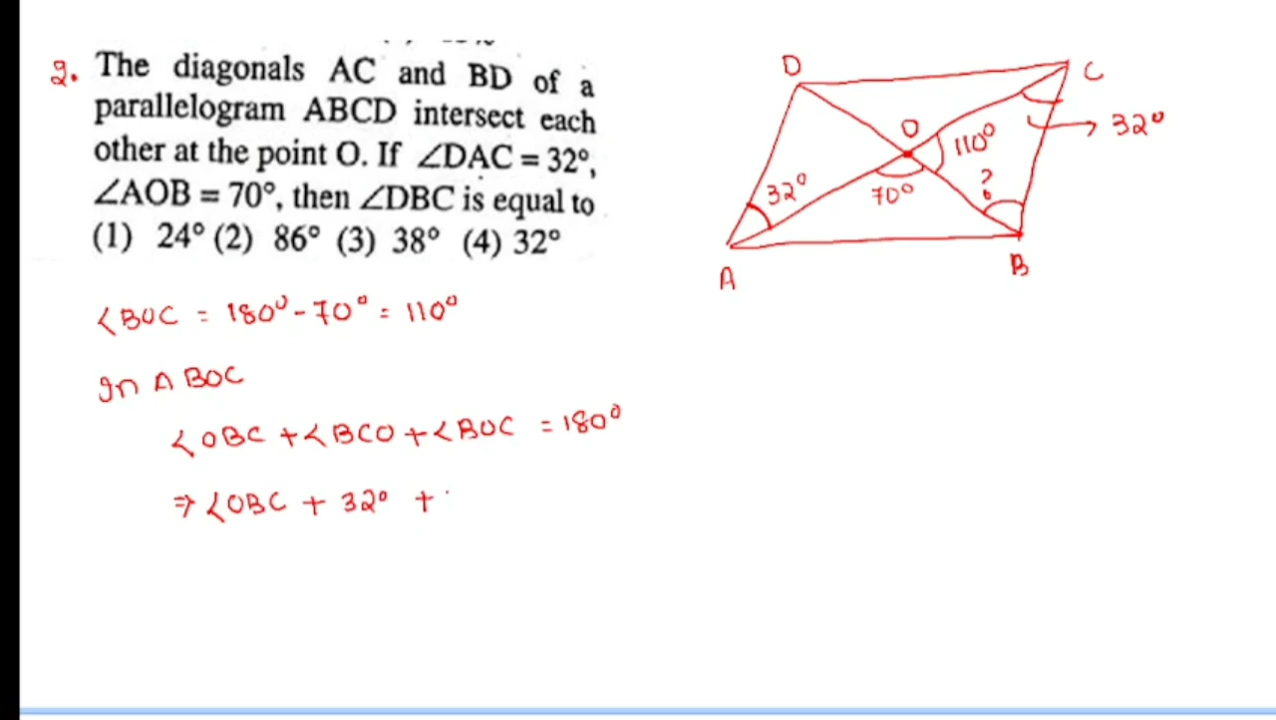 2. The diagonals AC and BD of a
parallelogram ABCD intersect each
other at the point O. If ∠DAC = 32°,
∠AOB = 70°, then ∠DBC is equal to
(1) 24° (2) 86° (3) 38° (4) 32°
∠BOC = 180° - 70° = 110°
In Δ BOC
∠OBC + ∠BCO + ∠BOC = 180°
⇒ ∠OBC + 32° +
D
C
O
110°
32°
32°
70°
?
A
B